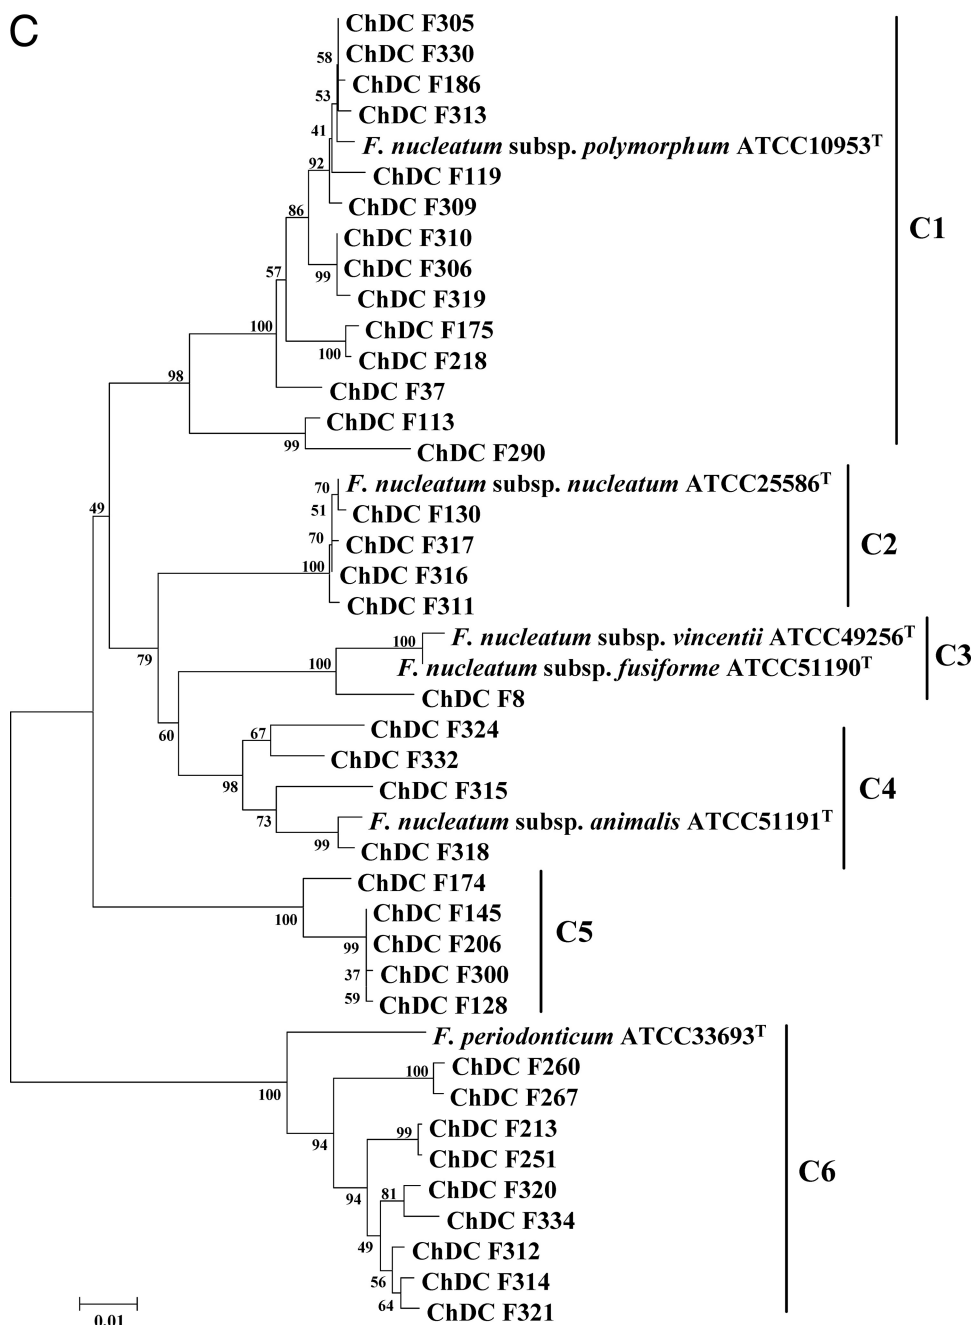 C
ChDC F305
ChDC F330
58
ChDC F186
53
ChDC F313
41
F. nucleatum subsp. polymorphum ATCC10953T
92
ChDC F119
86
ChDC F309
C1
ChDC F310
57
99
ChDC F306
ChDC F319
100
ChDC F175
100
ChDC F218
98
ChDC F37
ChDC F113
99
ChDC F290
70
F. nucleatum subsp. nucleatum ATCC25586T
49
51
ChDC F130
70
ChDC F317
C2
100
ChDC F316
ChDC F311
100
F. nucleatum subsp. vincentii ATCC49256T
79
100
F. nucleatum subsp. fusiforme ATCC51190T
C3
ChDC F8
60
67
ChDC F324
ChDC F332
98
ChDC F315
C4
73
F. nucleatum subsp. animalis ATCC51191T
99
ChDC F318
ChDC F174
100
ChDC F145
C5
99
ChDC F206
37
ChDC F300
59
ChDC F128
F. periodonticum ATCC33693T
100
100
ChDC F260
ChDC F267
94
99
ChDC F213
ChDC F251
C6
94
81
ChDC F320
ChDC F334
49
ChDC F312
56
ChDC F314
64
ChDC F321
0.01